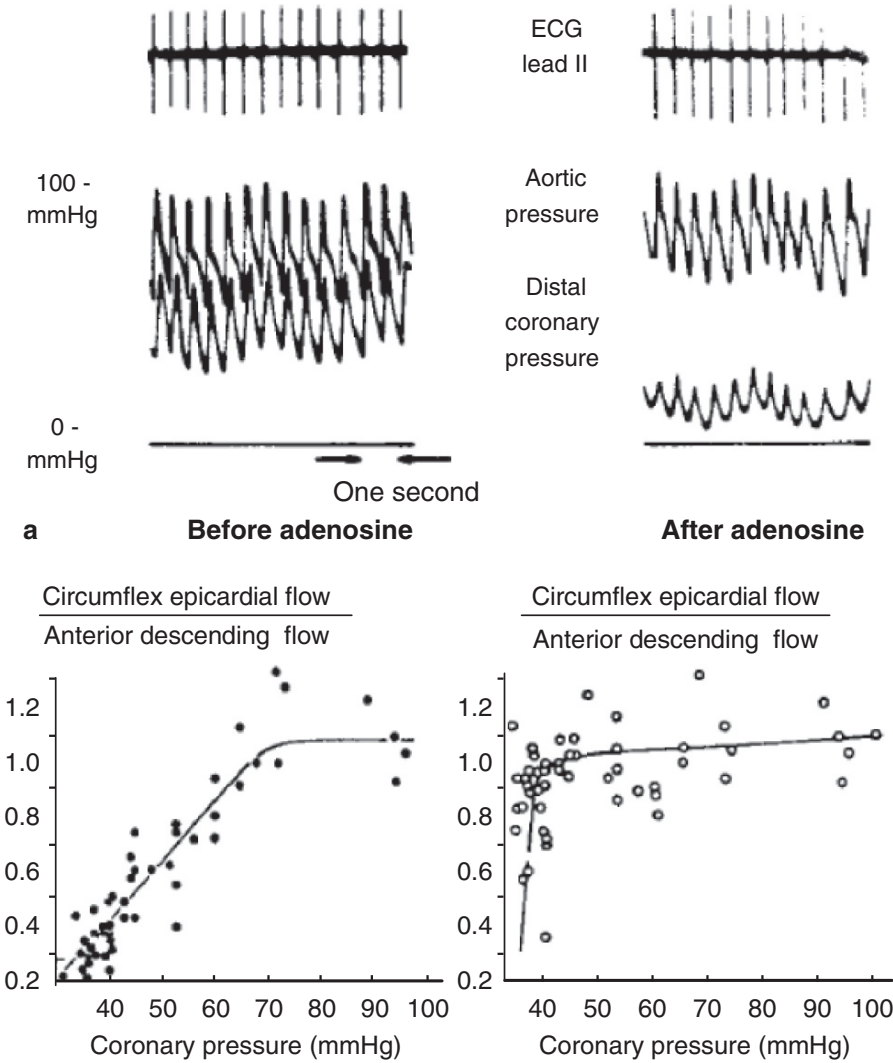 ECG
lead II
100 -
mmHg
Aortic
pressure
Distal
coronary
pressure
0 -
mmHg
One second
a
Before adenosine
After adenosine
Circumflex epicardial flow
Anterior descending flow
1.2
1.0
0.8
0.6
0.4
0.2
40 50 60 70 80 90 100
Coronary pressure (mmHg)
Circumflex epicardial flow
Anterior descending flow
1.2
1.0
0.8
0.6
0.4
0.2
40 50 60 70 80 90 100
Coronary pressure (mmHg)